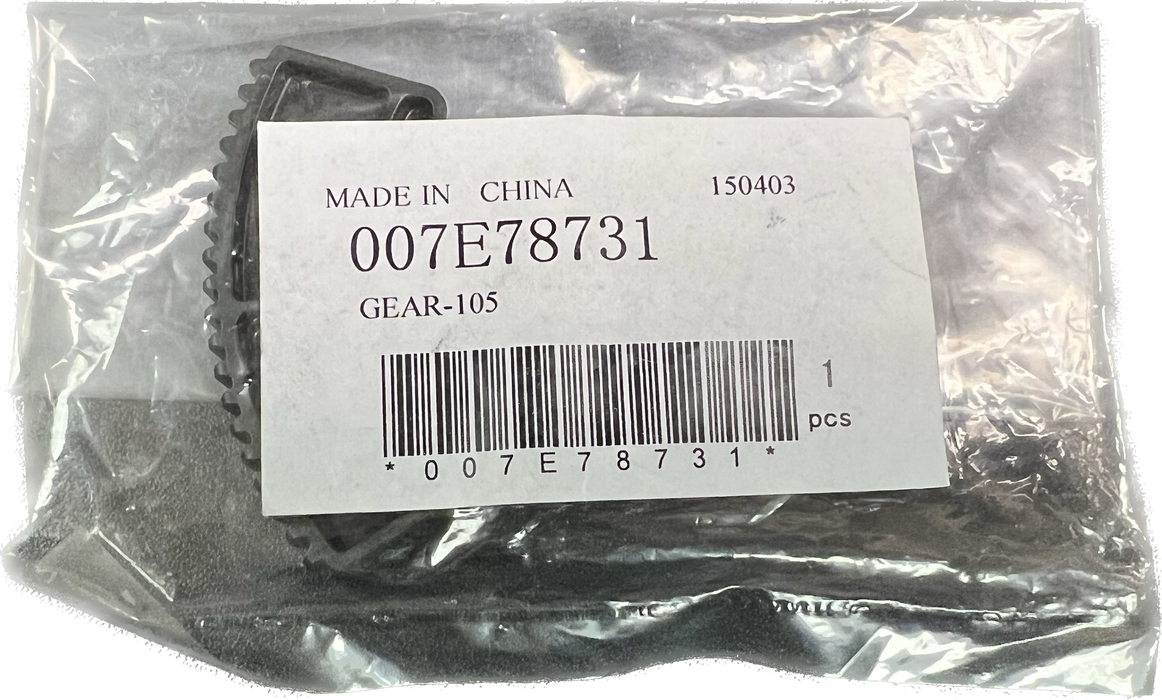 MADE IN CHINA 150403
007E78731
GEAR-105
1
pcs
*007E78731*